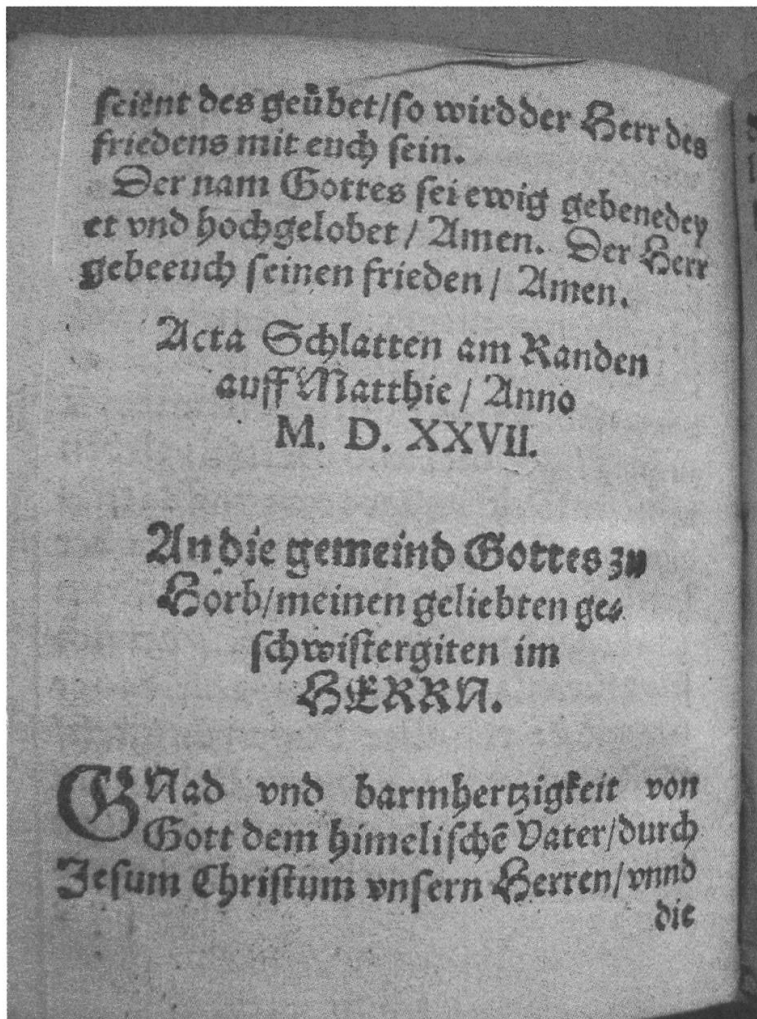 seient des geübet/so wird der Herr des
friedens mit euch sein.
Der nam Gottes sei ewig gebenedey
et vnd hochgelobet / Amen. Der Herr
gebe euch seinen frieden / Amen.
Acta Schlatten am Randen
auff Matthie / Anno
M. D. XXVII.
An die gemeind Gottes zu
Horb/meinen geliebten ge⸗
schwistergiten im
HERRN.
GNad vnd barmhertzigkeit von
Gott dem himelischē Vater/durch
Jesum Christum vnsern Herren/vnnd
die